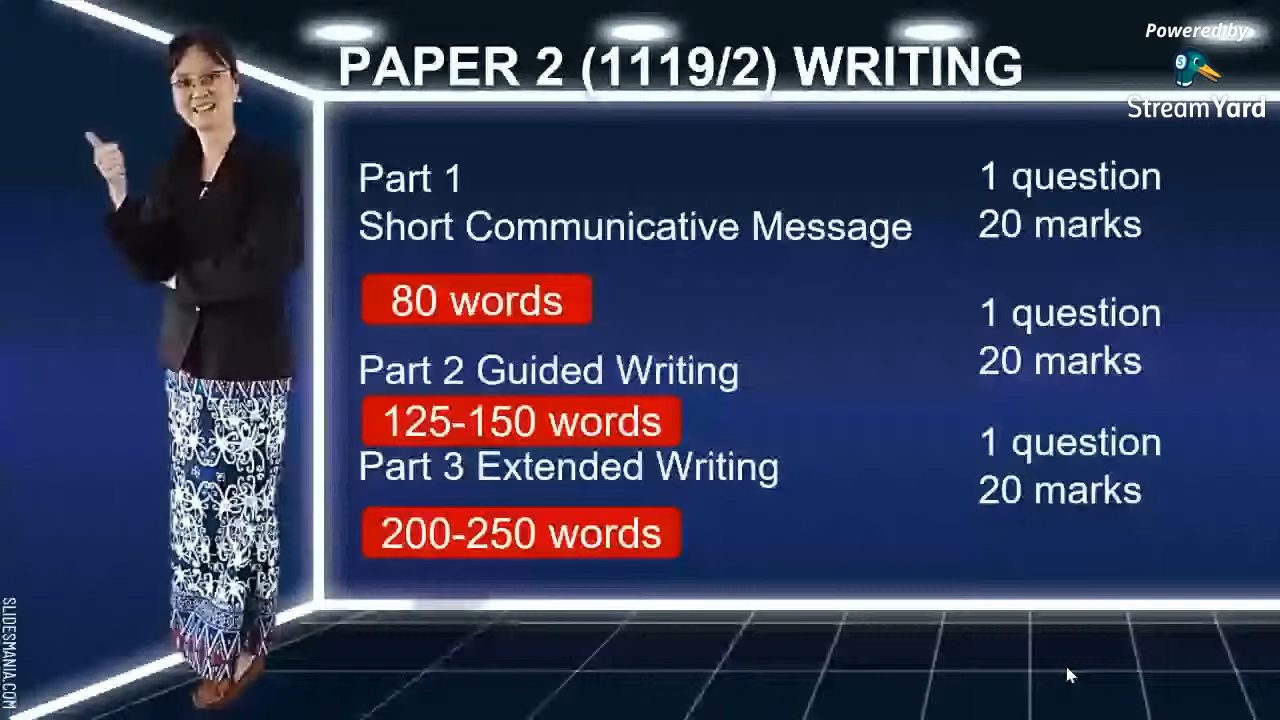 PAPER 2 (1119/2) WRITING
Powered by
StreamYard
Part 1
Short Communicative Message
1 question
20 marks
80 words
Part 2 Guided Writing
1 question
20 marks
125-150 words
Part 3 Extended Writing
1 question
20 marks
200-250 words
SLIDESMANIA.COM